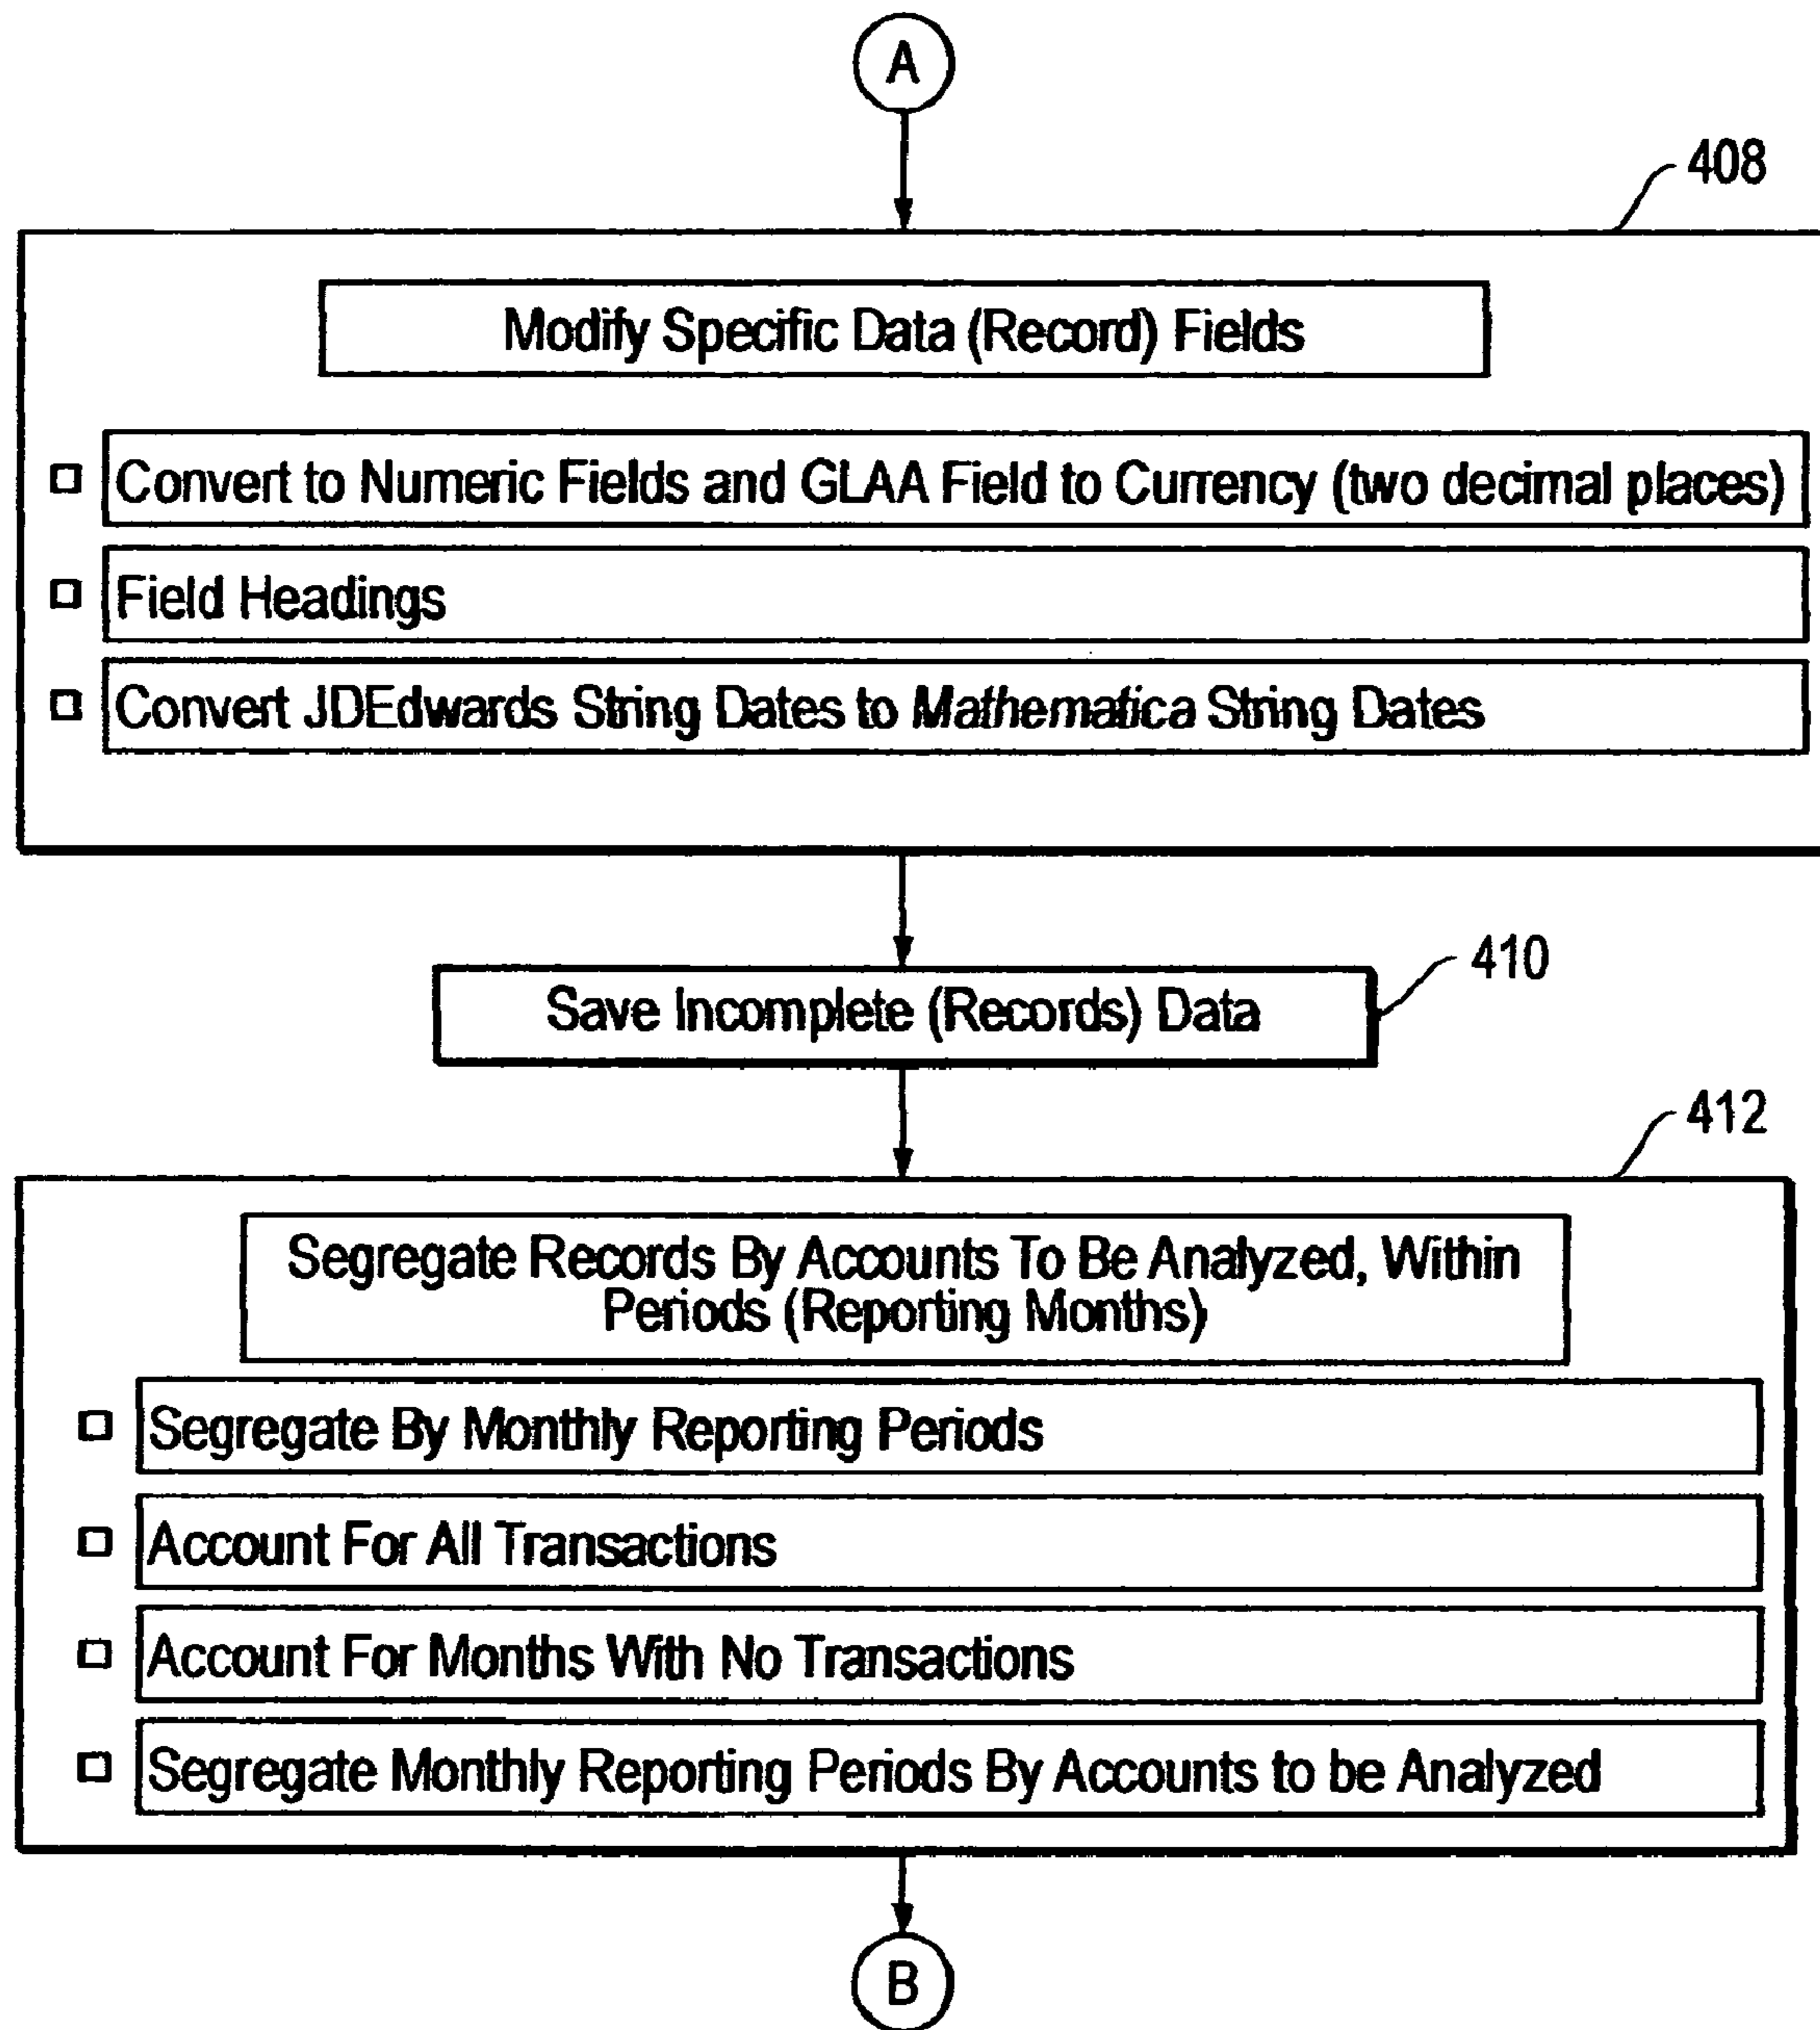 A
408
Modify Specific Data (Record) Fields
Convert to Numeric Fields and GLAA Field to Currency (two decimal places)
Field Headings
Convert JDEdwards String Dates to Mathematica String Dates
410
Save Incomplete (Records) Data
412
Segregate Records By Accounts To Be Analyzed, Within
Periods (Reporting Months)
Segregate By Monthly Reporting Periods
Account For All Transactions
Account For Months With No Transactions
Segregate Monthly Reporting Periods By Accounts to be Analyzed
B